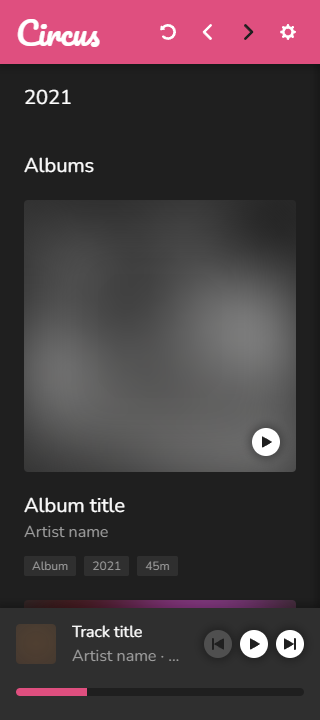 Circus
2021
Albums
Album title
Artist name
Album 2021 45m
Track title
Artist name · ...